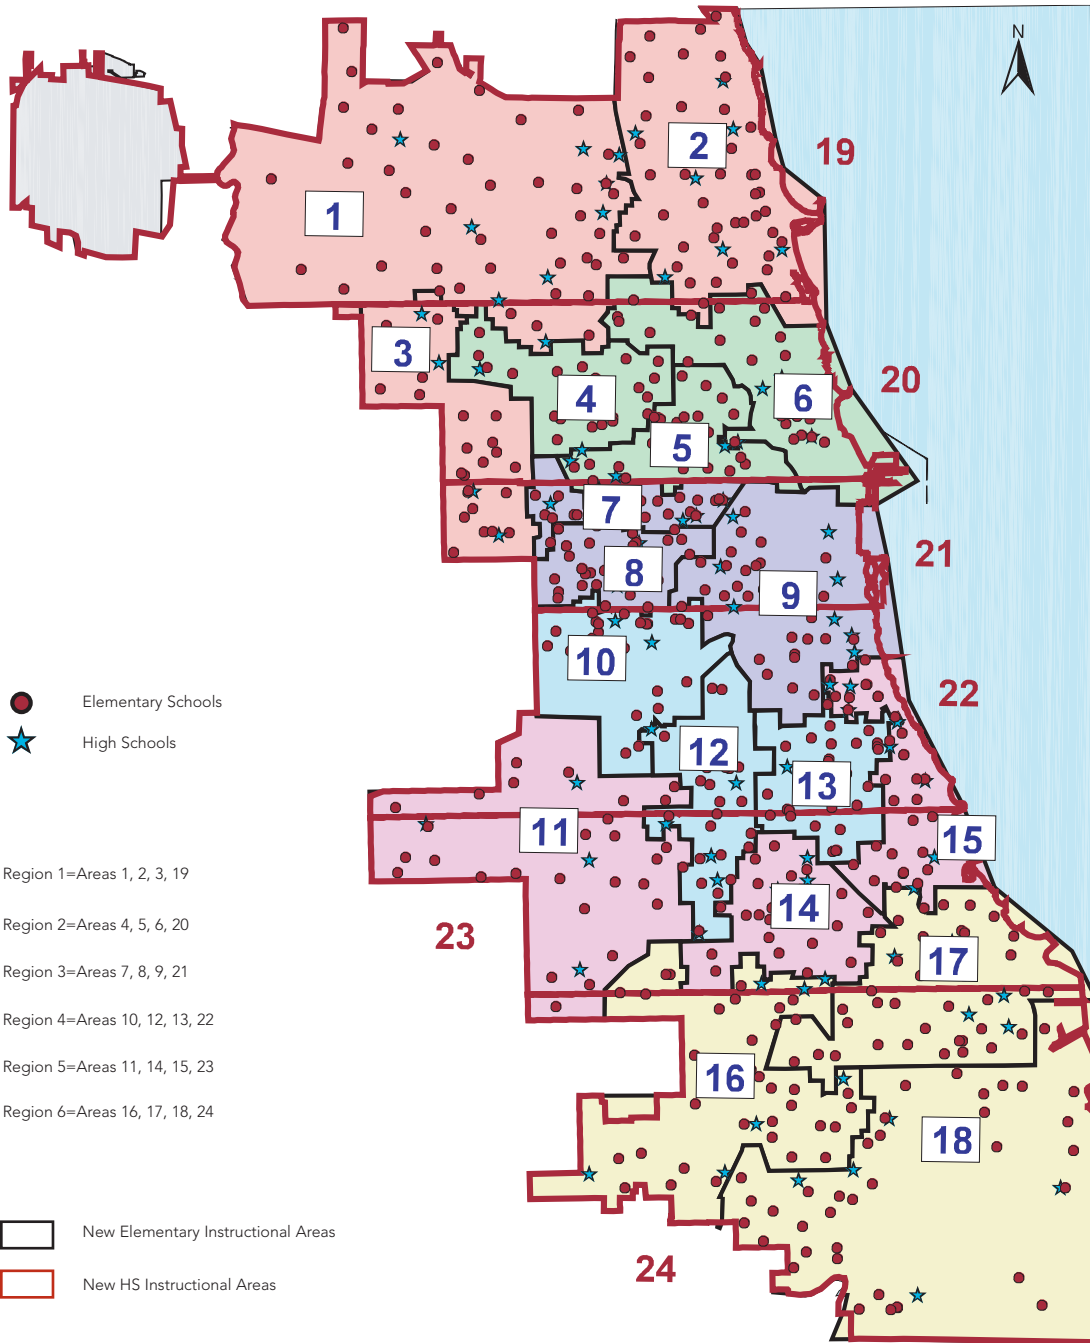 N
19
2
1
3
20
4
6
5
7
21
8
9
10
22
12
13
11
15
14
23
17
16
18
24
Elementary Schools
High Schools
Region 1=Areas 1, 2, 3, 19
Region 2=Areas 4, 5, 6, 20
Region 3=Areas 7, 8, 9, 21
Region 4=Areas 10, 12, 13, 22
Region 5=Areas 11, 14, 15, 23
Region 6=Areas 16, 17, 18, 24
New Elementary Instructional Areas
New HS Instructional Areas